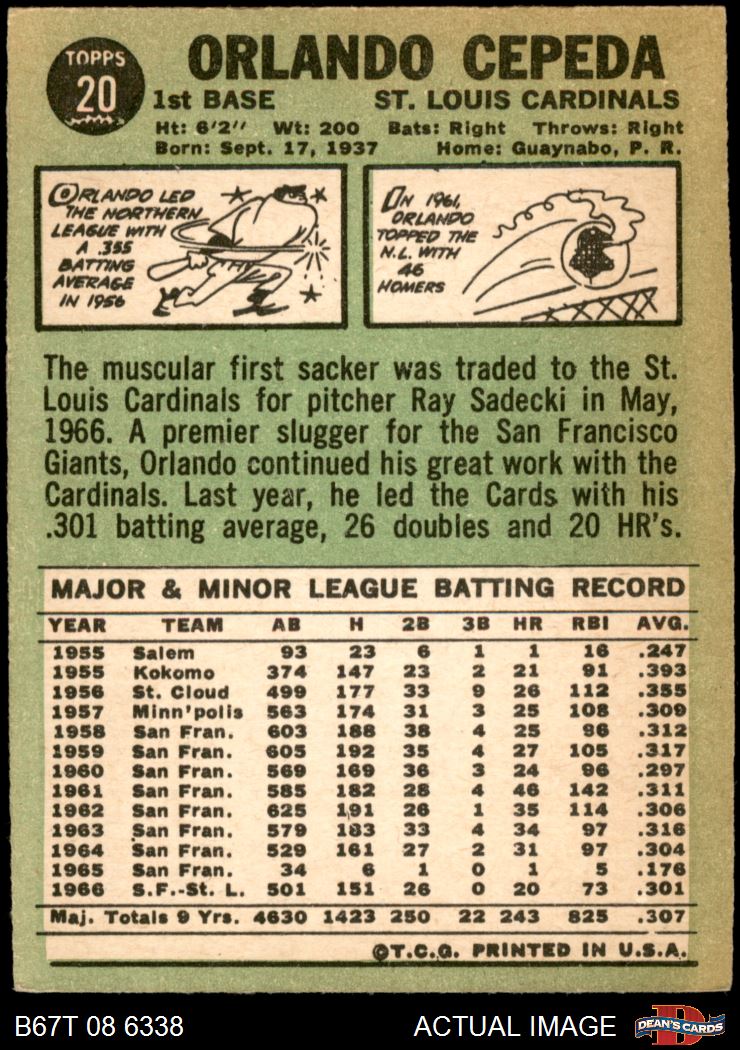 TOPPS
20
ORLANDO CEPEDA
1st BASE ST. LOUIS CARDINALS
Ht: 6'2" Wt: 200 Bats: Right Throws: Right
Born: Sept. 17, 1937 Home: Guaynabo, P. R.
ORLANDO LED
THE NORTHERN
LEAGUE WITH
A .355
BATTING
AVERAGE
IN 1956
IN 1961,
ORLANDO
TOPPED THE
N.L. WITH
46
HOMERS
The muscular first sacker was traded to the St.
Louis Cardinals for pitcher Ray Sadecki in May,
1966. A premier slugger for the San Francisco
Giants, Orlando continued his great work with the
Cardinals. Last year, he led the Cards with his
.301 batting average, 26 doubles and 20 HR's.
MAJOR & MINOR LEAGUE BATTING RECORD
YEAR TEAM AB H 2B 3B HR RBI AVG.
1955 Salem 93 23 6 1 1 16 .247
1955 Kokomo 374 147 23 2 21 91 .393
1956 St. Cloud 499 177 33 9 26 112 .355
1957 Minn'polis 563 174 31 3 25 108 .309
1958 San Fran. 603 188 38 4 25 96 .312
1959 San Fran. 605 192 35 4 27 105 .317
1960 San Fran. 569 169 36 3 24 96 .297
1961 San Fran. 585 182 28 4 46 142 .311
1962 San Fran. 625 191 26 1 35 114 .306
1963 San Fran. 579 183 33 4 34 97 .316
1964 San Fran. 529 161 27 2 31 97 .304
1965 San Fran. 34 6 1 0 1 5 .176
1966 S.F.-St. L. 501 151 26 0 20 73 .301
Maj. Totals 9 Yrs. 4630 1423 250 22 243 825 .307
©T.C.G. PRINTED IN U.S.A.
B67T 08 6338 ACTUAL IMAGE DEAN'S CARDS